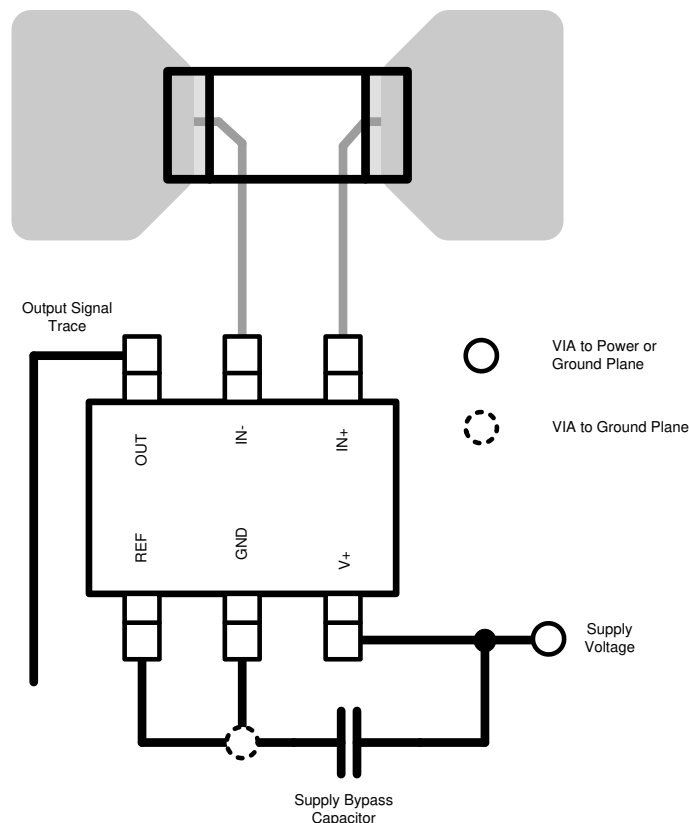 Output Signal
Trace
VIA to Power or
Ground Plane
VIA to Ground Plane
OUT
IN-
IN+
REF
GND
V+
Supply
Voltage
Supply Bypass
Capacitor